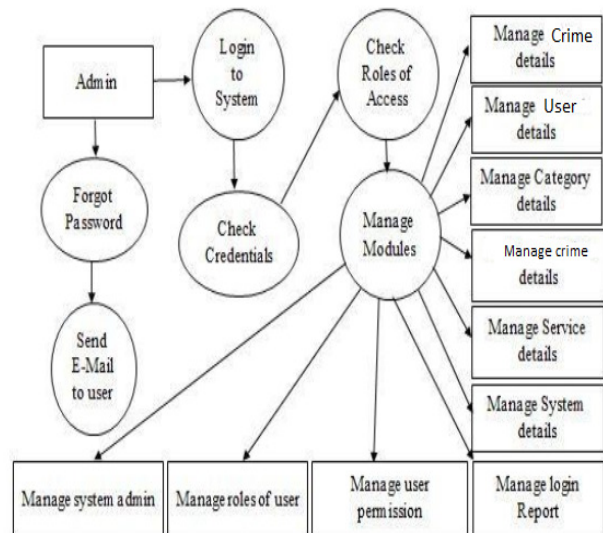 Admin
Login
to
System
Check
Roles of
Access
Manage Crime
details
Manage User
details
Forgot
Password
Check
Credentials
Manage
Modules
Manage Category
details
Manage crime
details
Send
E-Mail
to user
Manage Service
details
Manage System
details
Manage system admin
Manage roles of user
Manage user
permission
Manage login
Report